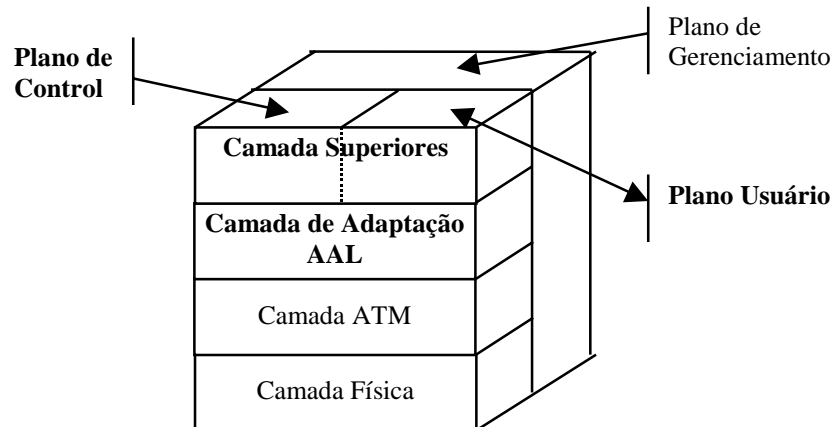 Plano de
Gerenciamento
Plano de
Control
Camada Superiores
Plano Usuário
Camada de Adaptação
AAL
Camada ATM
Camada Física